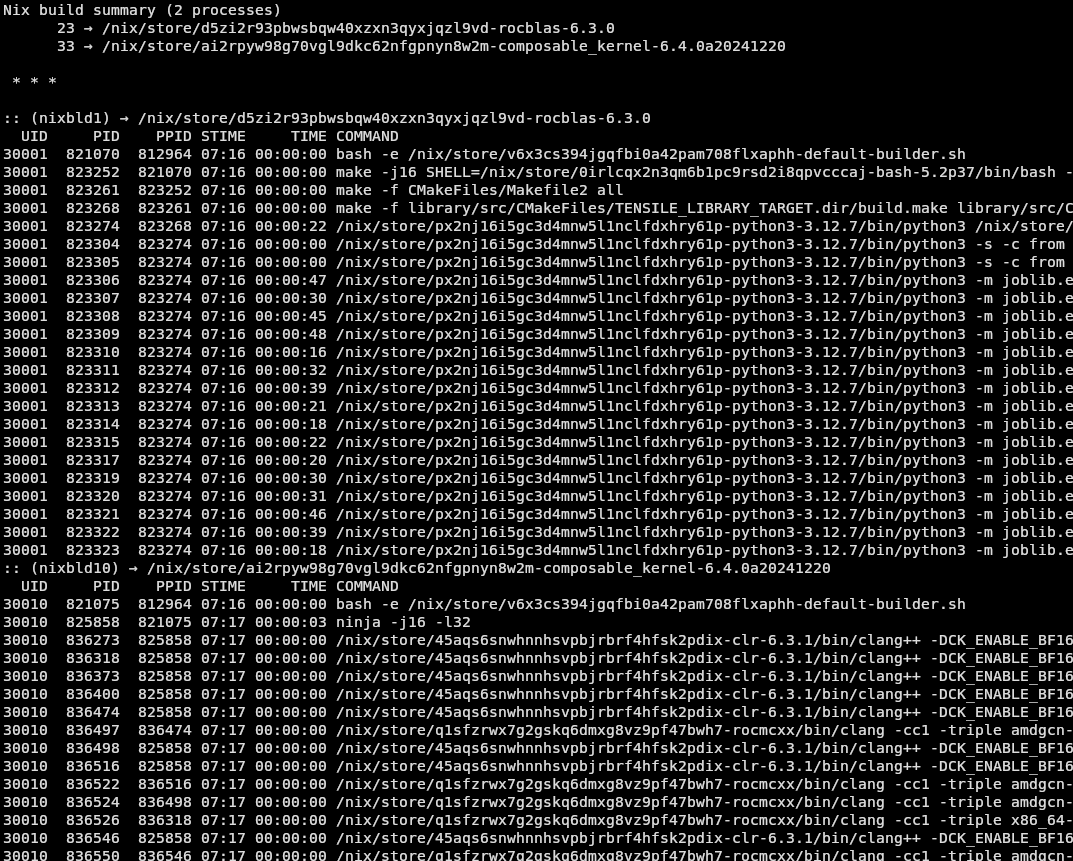 Nix build summary (2 processes)
      23 → /nix/store/d5zi2r93pbwsbqw40xzxn3qyxjqzl9vd-rocblas-6.3.0
      33 → /nix/store/ai2rpyw98g70vgl9dkc62nfgpnyn8w2m-composable_kernel-6.4.0a20241220
 * * *
:: (nixbld1) → /nix/store/d5zi2r93pbwsbqw40xzxn3qyxjqzl9vd-rocblas-6.3.0
  UID     PID    PPID STIME     TIME COMMAND
30001  821070  812964 07:16 00:00:00 bash -e /nix/store/v6x3cs394jgqfbi0a42pam708flxaphh-default-builder.sh
30001  823252  821070 07:16 00:00:00 make -j16 SHELL=/nix/store/0irlcqx2n3qm6b1pc9rsd2i8qpvcccaj-bash-5.2p37/bin/bash -
30001  823261  823252 07:16 00:00:00 make -f CMakeFiles/Makefile2 all
30001  823268  823261 07:16 00:00:00 make -f library/src/CMakeFiles/TENSILE_LIBRARY_TARGET.dir/build.make library/src/C
30001  823274  823268 07:16 00:00:22 /nix/store/px2nj16i5gc3d4mnw5l1nclfdxhry61p-python3-3.12.7/bin/python3 /nix/store/
30001  823304  823274 07:16 00:00:00 /nix/store/px2nj16i5gc3d4mnw5l1nclfdxhry61p-python3-3.12.7/bin/python3 -s -c from
30001  823305  823274 07:16 00:00:00 /nix/store/px2nj16i5gc3d4mnw5l1nclfdxhry61p-python3-3.12.7/bin/python3 -s -c from
30001  823306  823274 07:16 00:00:47 /nix/store/px2nj16i5gc3d4mnw5l1nclfdxhry61p-python3-3.12.7/bin/python3 -m joblib.e
30001  823307  823274 07:16 00:00:30 /nix/store/px2nj16i5gc3d4mnw5l1nclfdxhry61p-python3-3.12.7/bin/python3 -m joblib.e
30001  823308  823274 07:16 00:00:45 /nix/store/px2nj16i5gc3d4mnw5l1nclfdxhry61p-python3-3.12.7/bin/python3 -m joblib.e
30001  823309  823274 07:16 00:00:48 /nix/store/px2nj16i5gc3d4mnw5l1nclfdxhry61p-python3-3.12.7/bin/python3 -m joblib.e
30001  823310  823274 07:16 00:00:16 /nix/store/px2nj16i5gc3d4mnw5l1nclfdxhry61p-python3-3.12.7/bin/python3 -m joblib.e
30001  823311  823274 07:16 00:00:32 /nix/store/px2nj16i5gc3d4mnw5l1nclfdxhry61p-python3-3.12.7/bin/python3 -m joblib.e
30001  823312  823274 07:16 00:00:39 /nix/store/px2nj16i5gc3d4mnw5l1nclfdxhry61p-python3-3.12.7/bin/python3 -m joblib.e
30001  823313  823274 07:16 00:00:21 /nix/store/px2nj16i5gc3d4mnw5l1nclfdxhry61p-python3-3.12.7/bin/python3 -m joblib.e
30001  823314  823274 07:16 00:00:18 /nix/store/px2nj16i5gc3d4mnw5l1nclfdxhry61p-python3-3.12.7/bin/python3 -m joblib.e
30001  823315  823274 07:16 00:00:22 /nix/store/px2nj16i5gc3d4mnw5l1nclfdxhry61p-python3-3.12.7/bin/python3 -m joblib.e
30001  823317  823274 07:16 00:00:20 /nix/store/px2nj16i5gc3d4mnw5l1nclfdxhry61p-python3-3.12.7/bin/python3 -m joblib.e
30001  823319  823274 07:16 00:00:30 /nix/store/px2nj16i5gc3d4mnw5l1nclfdxhry61p-python3-3.12.7/bin/python3 -m joblib.e
30001  823320  823274 07:16 00:00:31 /nix/store/px2nj16i5gc3d4mnw5l1nclfdxhry61p-python3-3.12.7/bin/python3 -m joblib.e
30001  823321  823274 07:16 00:00:46 /nix/store/px2nj16i5gc3d4mnw5l1nclfdxhry61p-python3-3.12.7/bin/python3 -m joblib.e
30001  823322  823274 07:16 00:00:39 /nix/store/px2nj16i5gc3d4mnw5l1nclfdxhry61p-python3-3.12.7/bin/python3 -m joblib.e
30001  823323  823274 07:16 00:00:18 /nix/store/px2nj16i5gc3d4mnw5l1nclfdxhry61p-python3-3.12.7/bin/python3 -m joblib.e
:: (nixbld10) → /nix/store/ai2rpyw98g70vgl9dkc62nfgpnyn8w2m-composable_kernel-6.4.0a20241220
  UID     PID    PPID STIME     TIME COMMAND
30010  821075  812964 07:16 00:00:00 bash -e /nix/store/v6x3cs394jgqfbi0a42pam708flxaphh-default-builder.sh
30010  825858  821075 07:17 00:00:03 ninja -j16 -l32
30010  836273  825858 07:17 00:00:00 /nix/store/45aqs6snwhnnhsvpbjrbrf4hfsk2pdix-clr-6.3.1/bin/clang++ -DCK_ENABLE_BF16
30010  836318  825858 07:17 00:00:00 /nix/store/45aqs6snwhnnhsvpbjrbrf4hfsk2pdix-clr-6.3.1/bin/clang++ -DCK_ENABLE_BF16
30010  836373  825858 07:17 00:00:00 /nix/store/45aqs6snwhnnhsvpbjrbrf4hfsk2pdix-clr-6.3.1/bin/clang++ -DCK_ENABLE_BF16
30010  836400  825858 07:17 00:00:00 /nix/store/45aqs6snwhnnhsvpbjrbrf4hfsk2pdix-clr-6.3.1/bin/clang++ -DCK_ENABLE_BF16
30010  836474  825858 07:17 00:00:00 /nix/store/45aqs6snwhnnhsvpbjrbrf4hfsk2pdix-clr-6.3.1/bin/clang++ -DCK_ENABLE_BF16
30010  836497  836474 07:17 00:00:00 /nix/store/q1sfzrwx7g2gskq6dmxg8vz9pf47bwh7-rocmcxx/bin/clang -cc1 -triple amdgcn-
30010  836498  825858 07:17 00:00:00 /nix/store/45aqs6snwhnnhsvpbjrbrf4hfsk2pdix-clr-6.3.1/bin/clang++ -DCK_ENABLE_BF16
30010  836516  825858 07:17 00:00:00 /nix/store/45aqs6snwhnnhsvpbjrbrf4hfsk2pdix-clr-6.3.1/bin/clang++ -DCK_ENABLE_BF16
30010  836522  836516 07:17 00:00:00 /nix/store/q1sfzrwx7g2gskq6dmxg8vz9pf47bwh7-rocmcxx/bin/clang -cc1 -triple amdgcn-
30010  836524  836498 07:17 00:00:00 /nix/store/q1sfzrwx7g2gskq6dmxg8vz9pf47bwh7-rocmcxx/bin/clang -cc1 -triple amdgcn-
30010  836526  836318 07:17 00:00:00 /nix/store/q1sfzrwx7g2gskq6dmxg8vz9pf47bwh7-rocmcxx/bin/clang -cc1 -triple x86_64-
30010  836546  825858 07:17 00:00:00 /nix/store/45aqs6snwhnnhsvpbjrbrf4hfsk2pdix-clr-6.3.1/bin/clang++ -DCK_ENABLE_BF16
30010  836550  836546 07:17 00:00:00 /nix/store/q1sfzrwx7g2gskq6dmxg8vz9pf47bwh7-rocmcxx/bin/clang -cc1 -triple amdgcn-